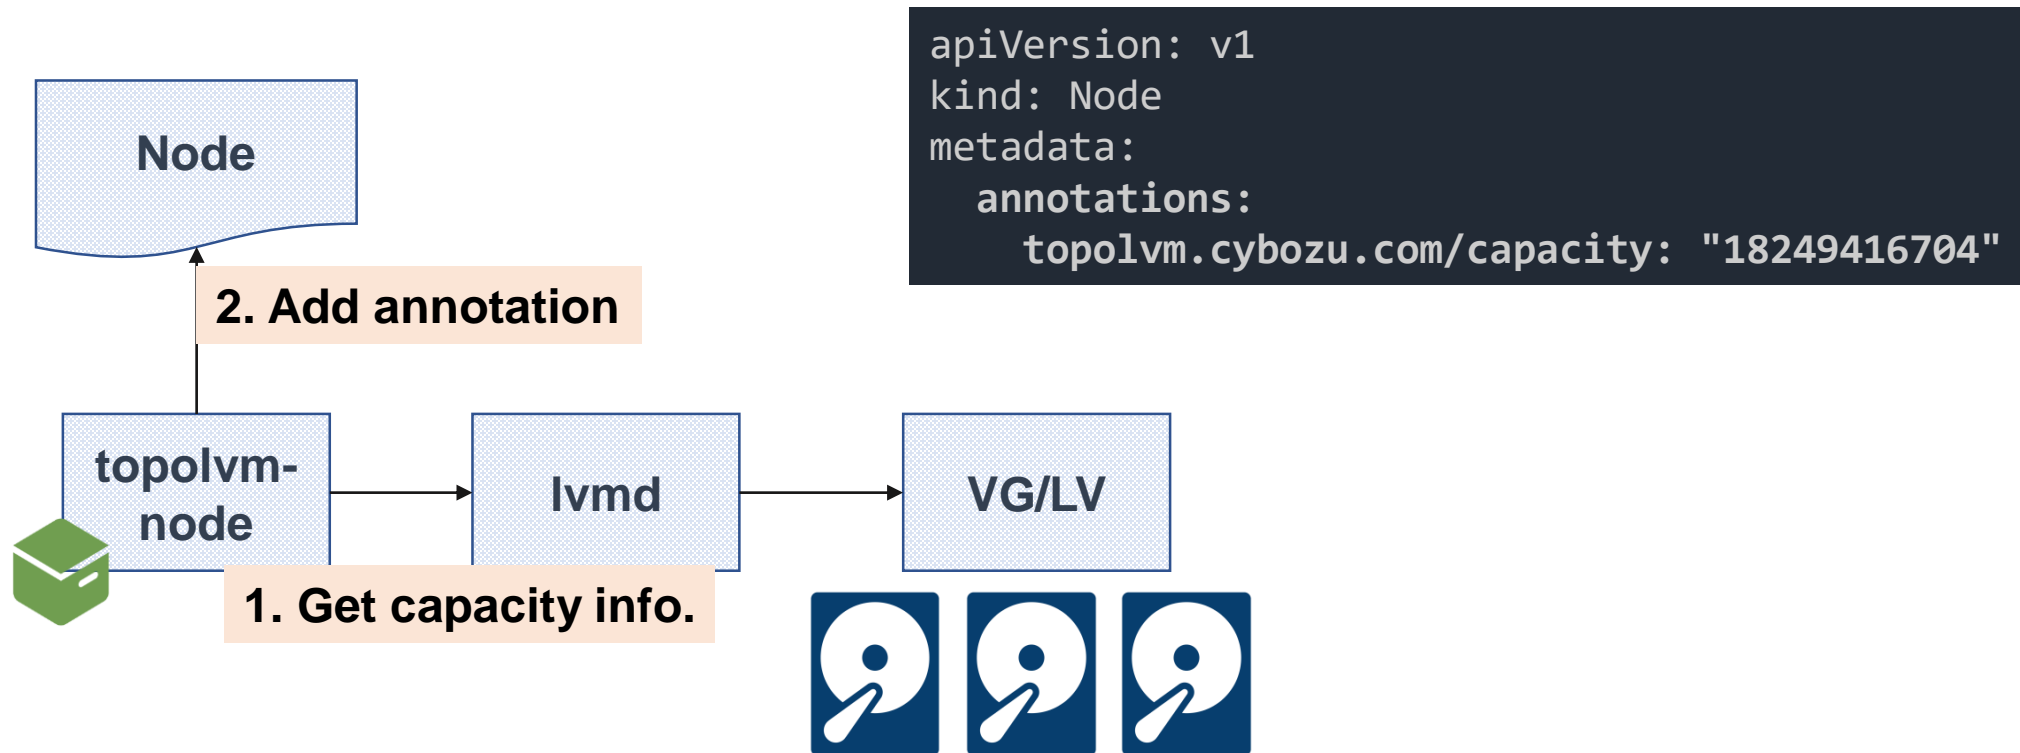 apiVersion: v1
kind: Node
metadata:
  annotations:
    topolvm.cybozu.com/capacity: "18249416704"
Node
2. Add annotation
topolvm-
node
lvmd
VG/LV
1. Get capacity info.